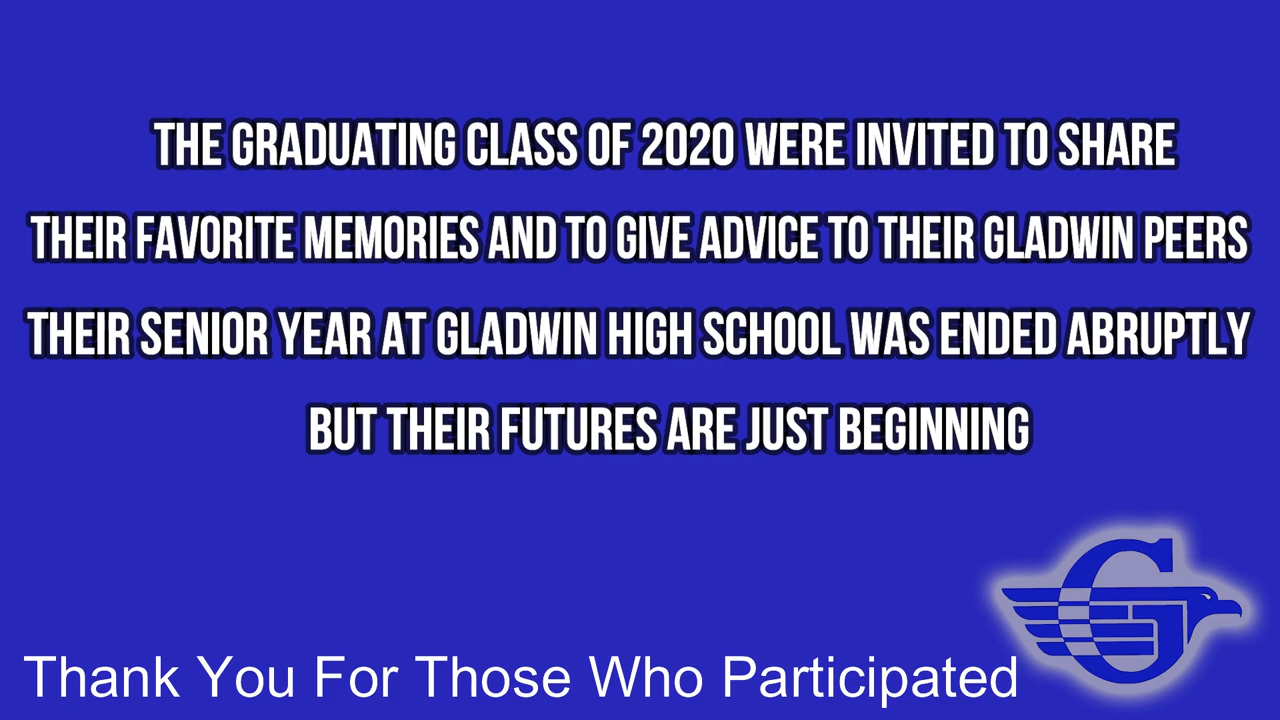 THE GRADUATING CLASS OF 2020 WERE INVITED TO SHARE
THEIR FAVORITE MEMORIES AND TO GIVE ADVICE TO THEIR GLADWIN PEERS
THEIR SENIOR YEAR AT GLADWIN HIGH SCHOOL WAS ENDED ABRUPTLY
BUT THEIR FUTURES ARE JUST BEGINNING
G
Thank You For Those Who Participated